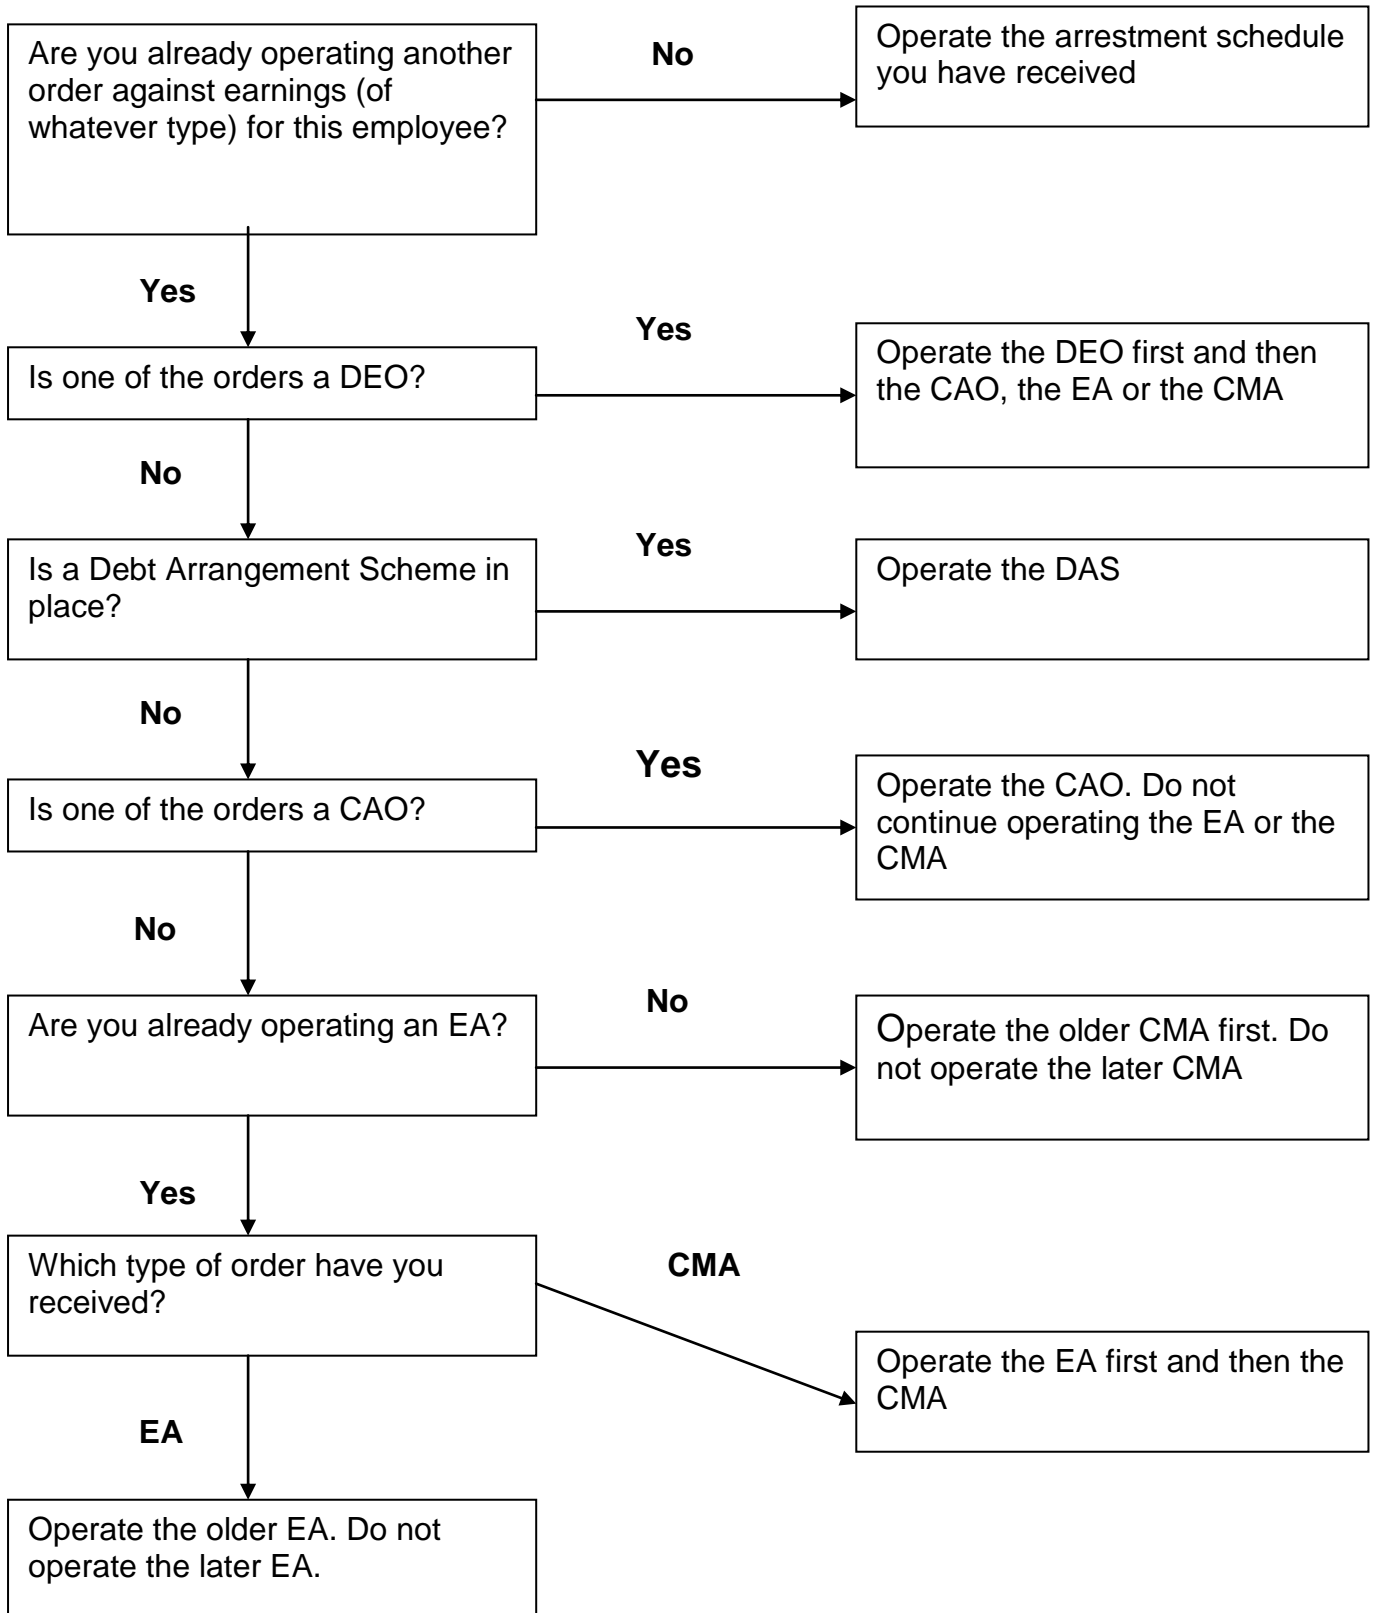 Are you already operating another
order against earnings (of
whatever type) for this employee?
No
Operate the arrestment schedule
you have received
Yes
Is one of the orders a DEO?
Yes
Operate the DEO first and then
the CAO, the EA or the CMA
No
Is a Debt Arrangement Scheme in
place?
Yes
Operate the DAS
No
Is one of the orders a CAO?
Yes
Operate the CAO. Do not
continue operating the EA or the
CMA
No
Are you already operating an EA?
No
Operate the older CMA first. Do
not operate the later CMA
Yes
Which type of order have you
received?
CMA
Operate the EA first and then the
CMA
EA
Operate the older EA. Do not
operate the later EA.